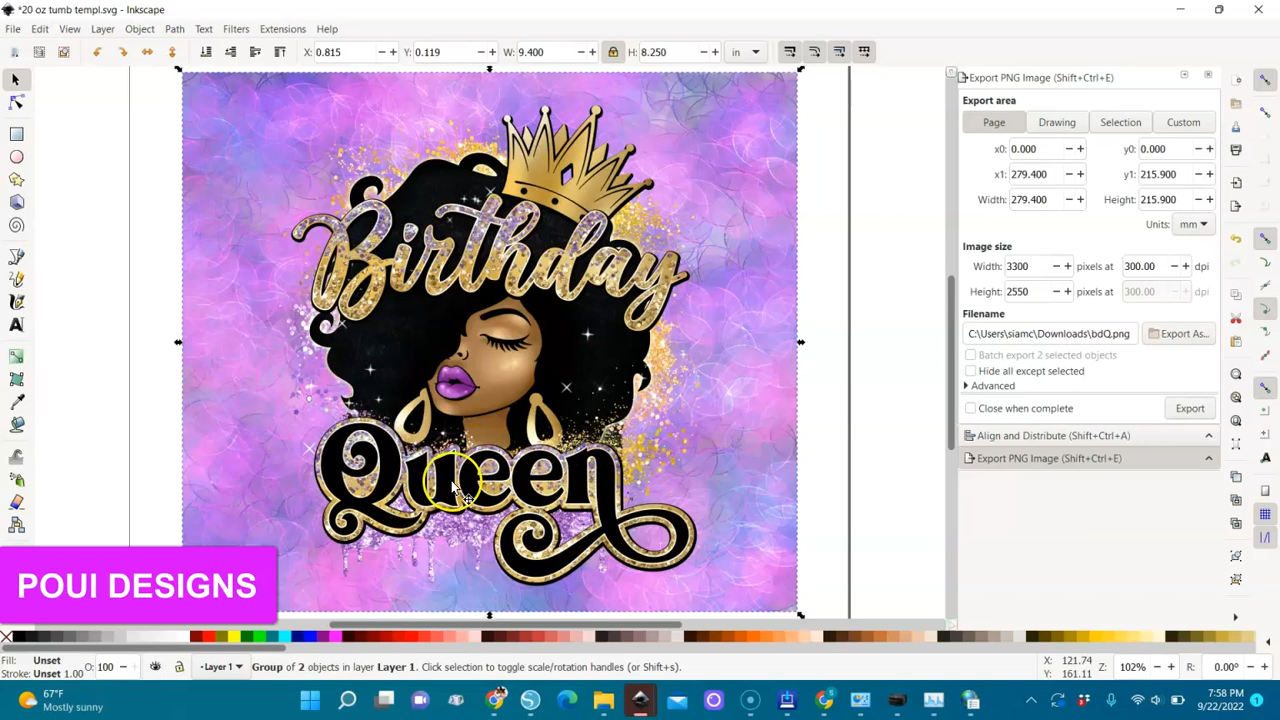 *20 oz tumb templ.svg - Inkscape
File Edit View Layer Object Path Text Filters Extensions Help
X: 0.815 Y: 0.119 W: 9.400 H: 8.250 in
Export PNG Image (Shift+Ctrl+E)
Export area
Page Drawing Selection Custom
x0: 0.000 y0: 0.000
x1: 279.400 y1: 215.900
Width: 279.400 Height: 215.900
Units: mm
Image size
Width: 3300 pixels at 300.00 dpi
Height: 2550 pixels at 300.00 dpi
Filename
C:\Users\siamc\Downloads\bdQ.png Export As...
Batch export 2 selected objects
Hide all except selected
Advanced
Close when complete Export
Align and Distribute (Shift+Ctrl+A)
Export PNG Image (Shift+Ctrl+E)
Birthday
Queen
POUI DESIGNS
Fill: Unset
Stroke: Unset 1.00
O: 100
Layer 1
Group of 2 objects in layer Layer 1. Click selection to toggle scale/rotation handles (or Shift+s).
X: 121.74
Y: 161.11
Z: 102%
R: 0.00°
67°F
Mostly sunny
7:58 PM
9/22/2022